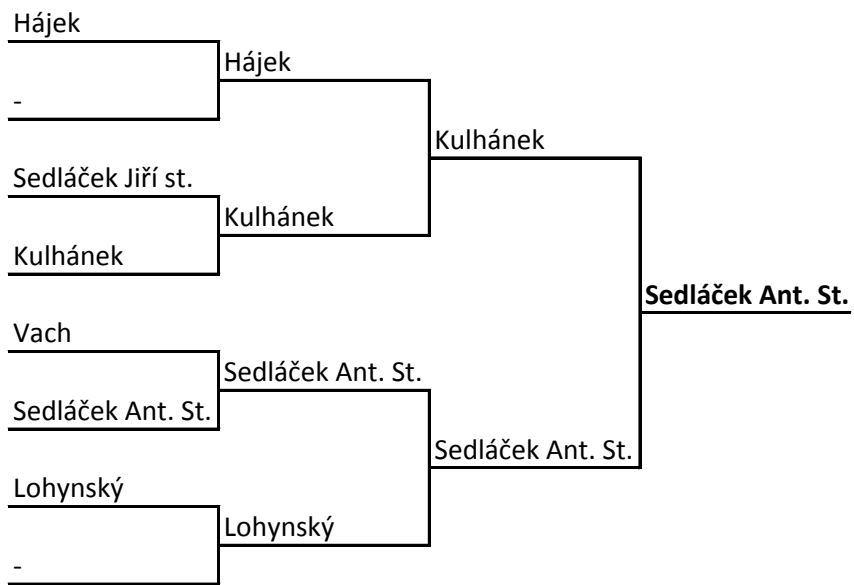 Hájek
Hájek
-
Kulhánek
Sedláček Jiří st.
Kulhánek
Kulhánek
Sedláček Ant. St.
Vach
Sedláček Ant. St.
Sedláček Ant. St.
Sedláček Ant. St.
Lohynský
Lohynský
-